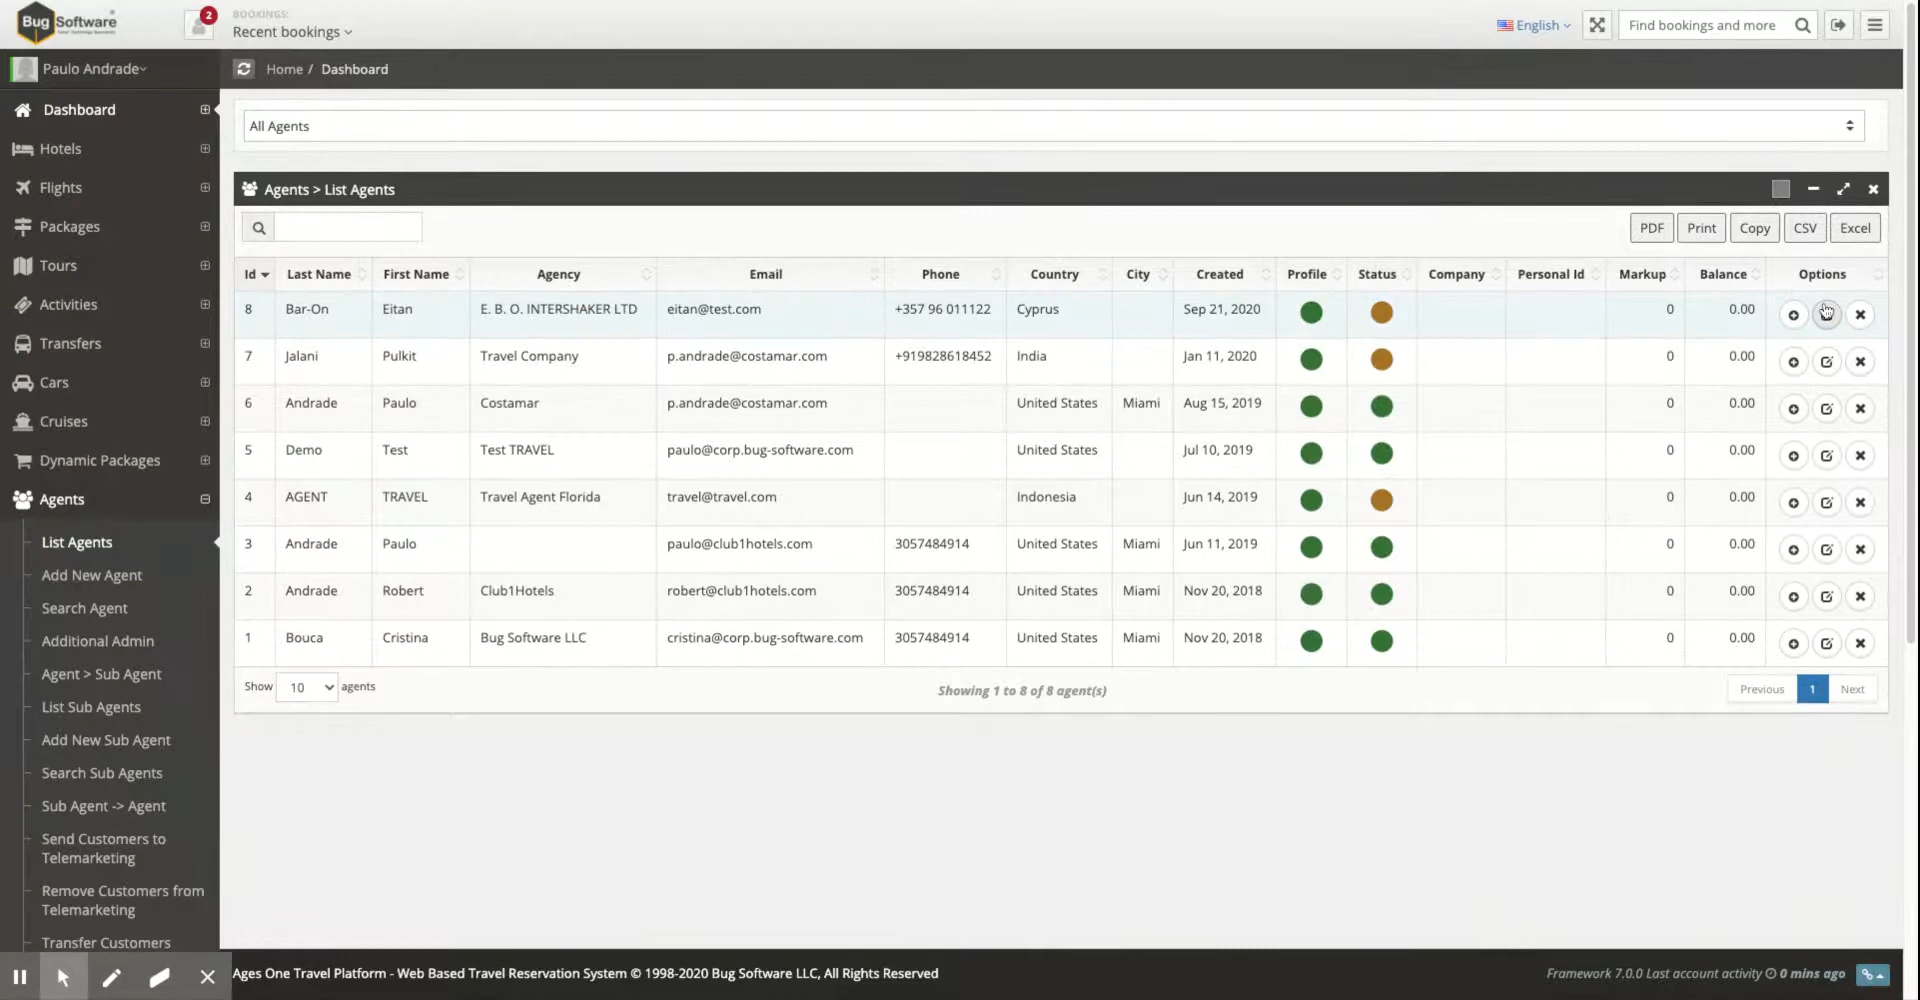 Bug Software
2
BOOKINGS:
Recent bookings
English
Find bookings and more
Paulo Andrade
Home / Dashboard
Dashboard
Hotels
Flights
Packages
Tours
Activities
Transfers
Cars
Cruises
Dynamic Packages
Agents
List Agents
Add New Agent
Search Agent
Additional Admin
Agent > Sub Agent
List Sub Agents
Add New Sub Agent
Search Sub Agents
Sub Agent -> Agent
Send Customers to
Telemarketing
Remove Customers from
Telemarketing
Transfer Customers
All Agents
Agents > List Agents
PDF Print Copy CSV Excel
Id Last Name First Name Agency Email Phone Country City Created Profile Status Company Personal Id Markup Balance Options
8 Bar-On Eitan E. B. O. INTERSHAKER LTD eitan@test.com +357 96 011122 Cyprus Sep 21, 2020 0 0.00
7 Jalani Pulkit Travel Company p.andrade@costamar.com +919828618452 India Jan 11, 2020 0 0.00
6 Andrade Paulo Costamar p.andrade@costamar.com United States Miami Aug 15, 2019 0 0.00
5 Demo Test Test TRAVEL paulo@corp.bug-software.com United States Jul 10, 2019 0 0.00
4 AGENT TRAVEL Travel Agent Florida travel@travel.com Indonesia Jun 14, 2019 0 0.00
3 Andrade Paulo paulo@club1hotels.com 3057484914 United States Miami Jun 11, 2019 0 0.00
2 Andrade Robert Club1Hotels robert@club1hotels.com 3057484914 United States Miami Nov 20, 2018 0 0.00
1 Bouca Cristina Bug Software LLC cristina@corp.bug-software.com 3057484914 United States Miami Nov 20, 2018 0 0.00
Show 10 agents
Showing 1 to 8 of 8 agent(s)
Previous 1 Next
Ages One Travel Platform - Web Based Travel Reservation System © 1998-2020 Bug Software LLC, All Rights Reserved
Framework 7.0.0 Last account activity 0 mins ago